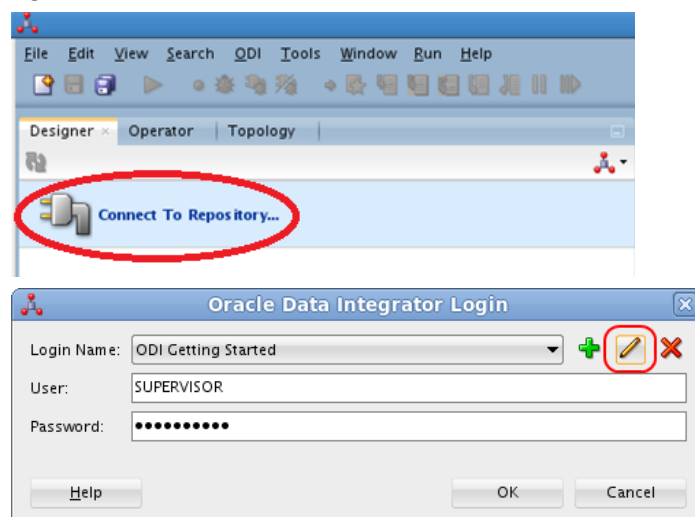 File Edit View Search ODI Tools Window Run Help
Designer Operator Topology
Connect To Repository...
Oracle Data Integrator Login
Login Name: ODI Getting Started
User: SUPERVISOR
Password: ●●●●●●●●●●
Help OK Cancel